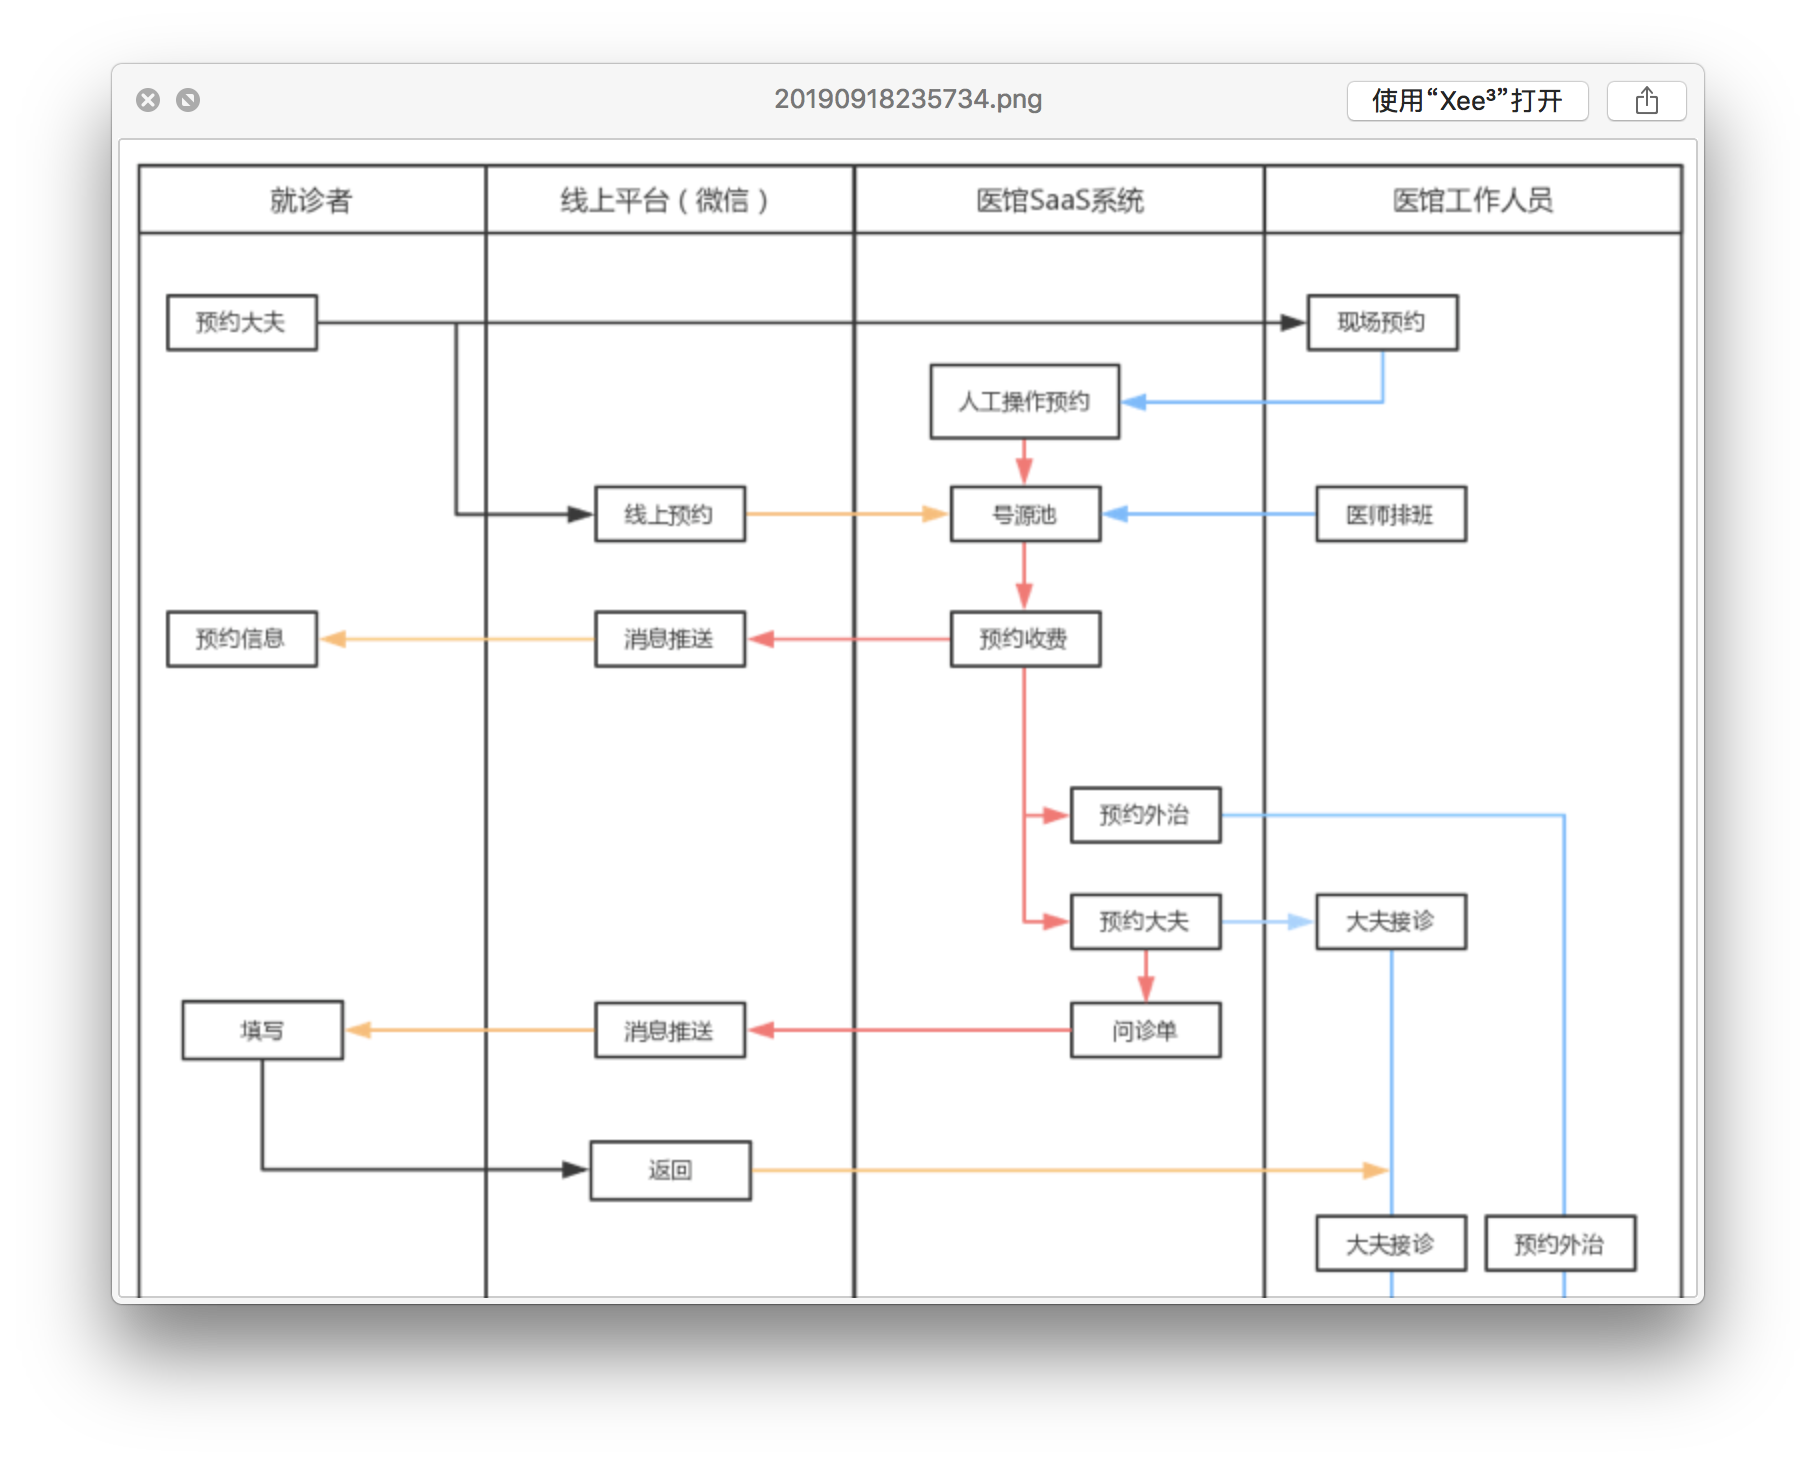 20190918235734.png
使用“Xee³”打开
就诊者
线上平台（微信）
医馆SaaS系统
医馆工作人员
预约大夫
现场预约
人工操作预约
线上预约
号源池
医师排班
预约信息
消息推送
预约收费
预约外治
预约大夫
大夫接诊
填写
消息推送
问诊单
返回
大夫接诊
预约外治